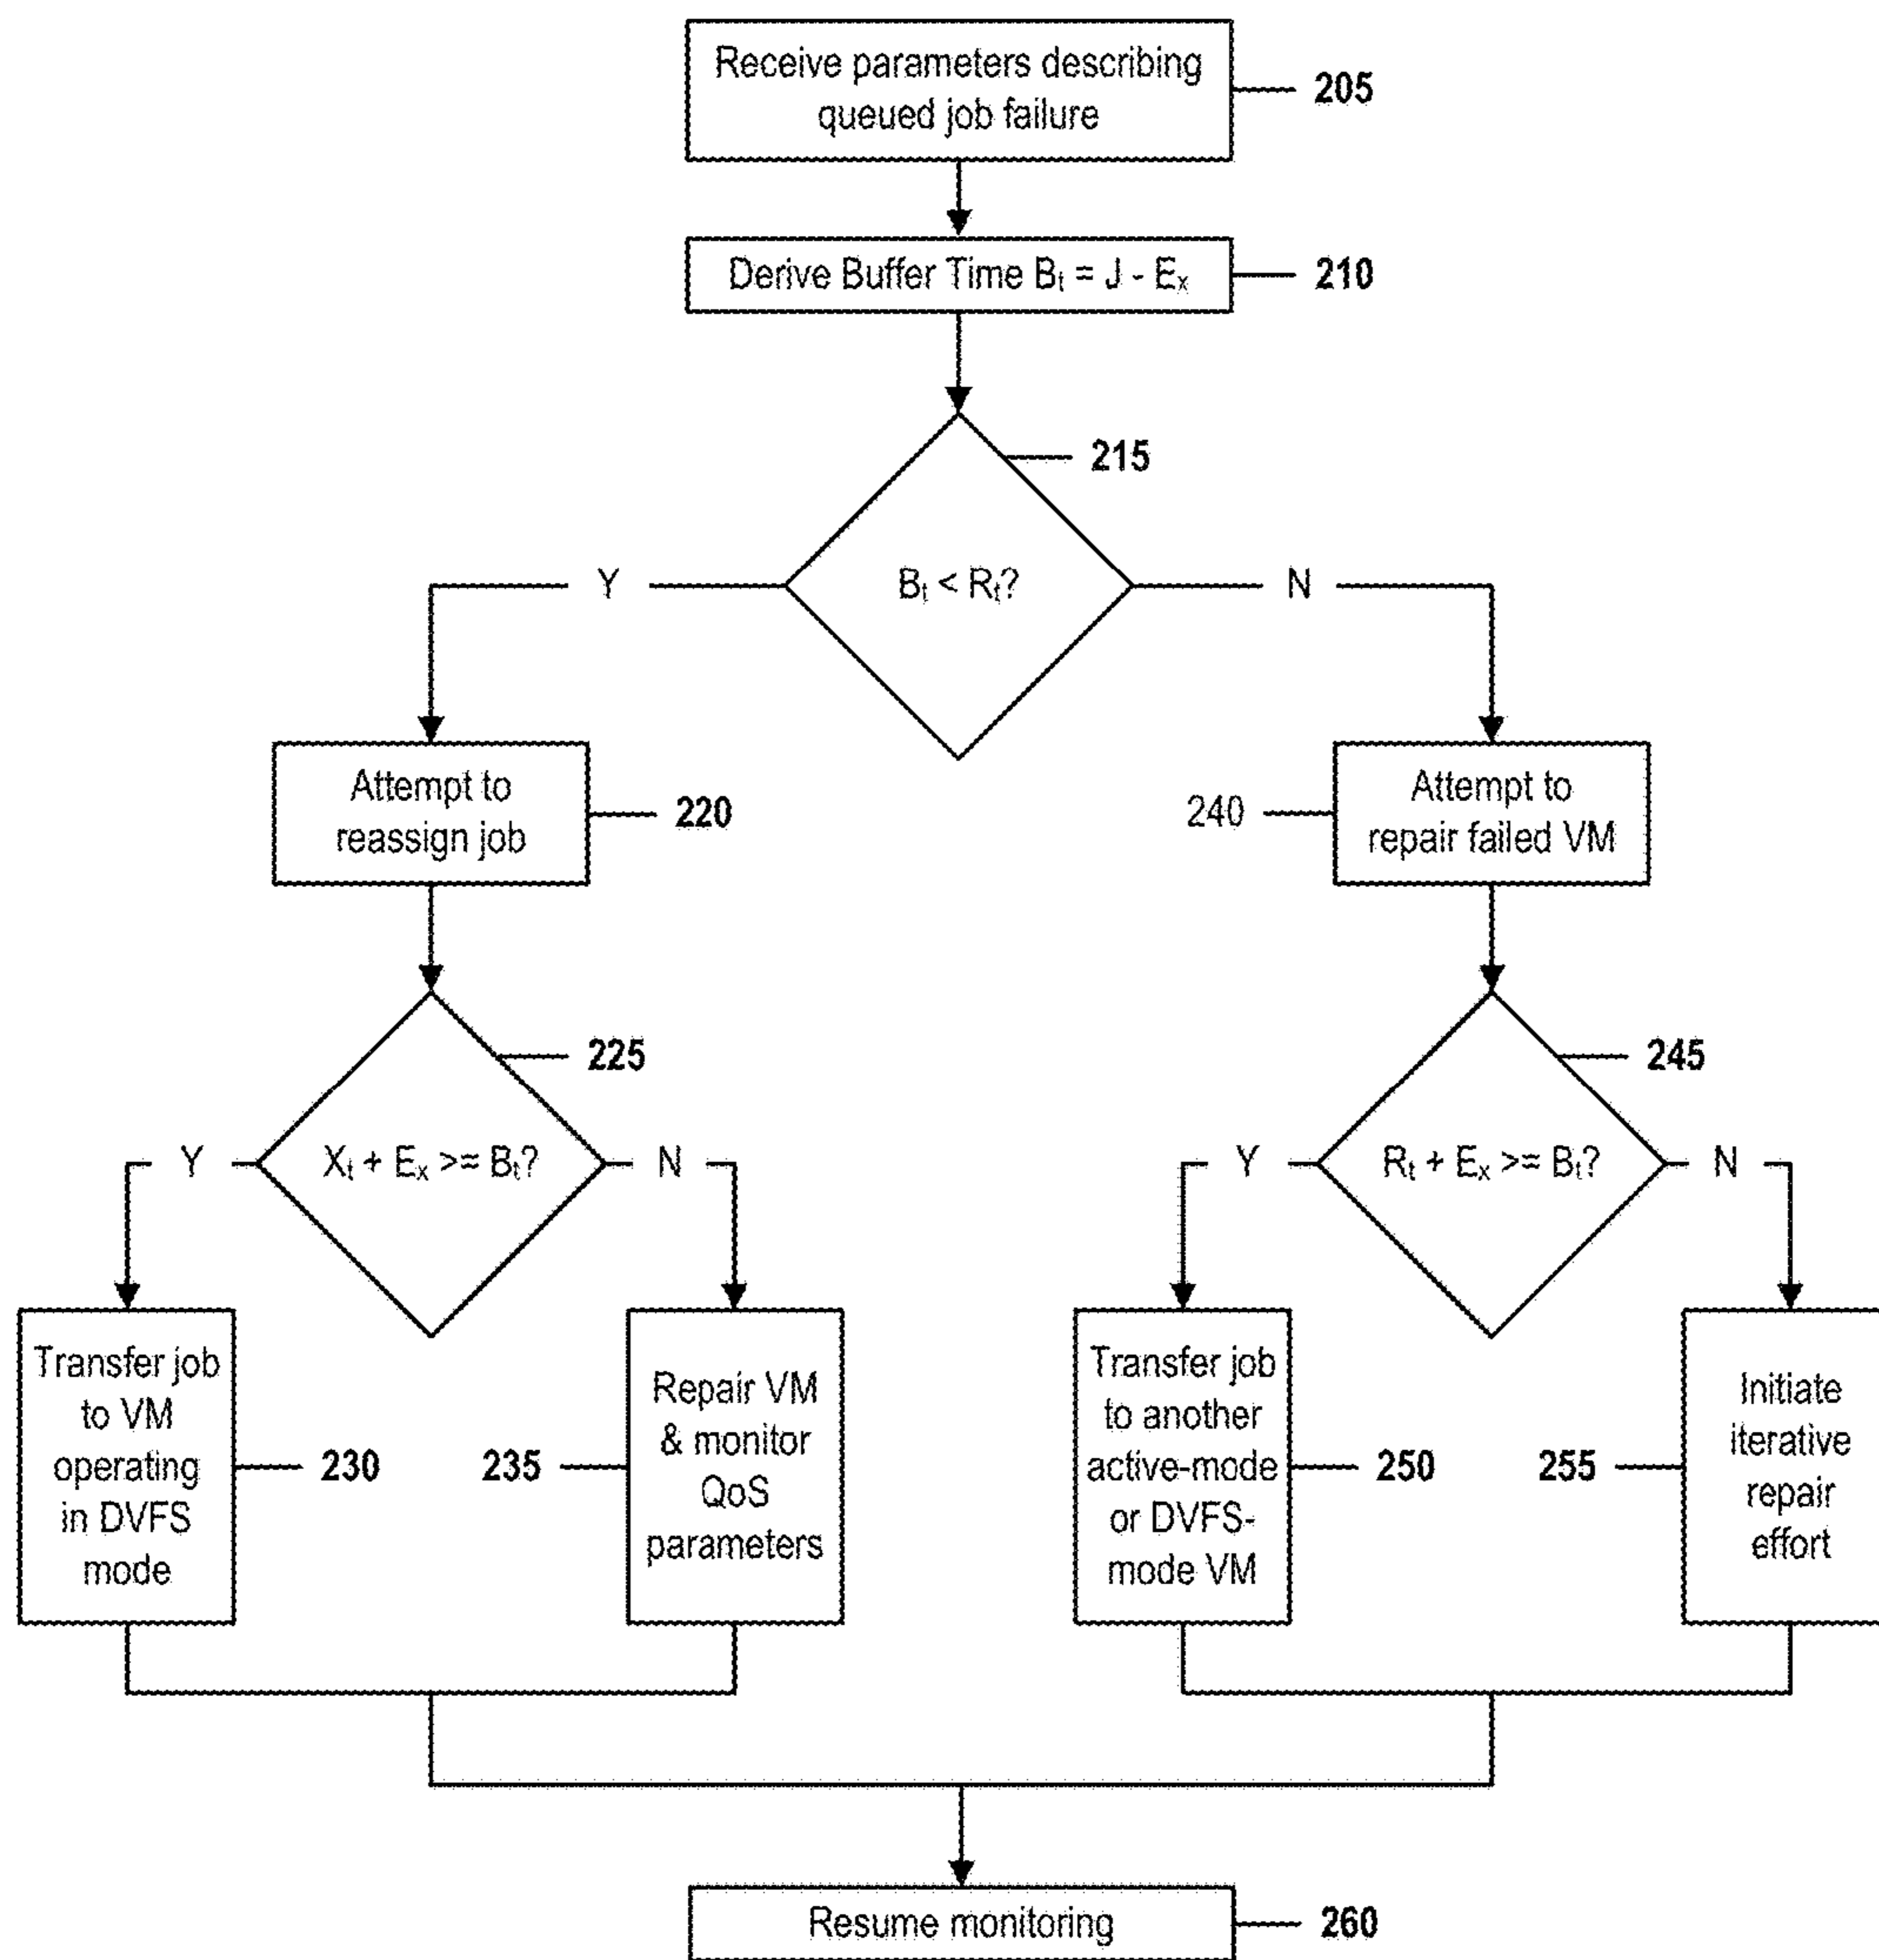 Receive parameters describing
queued job failure
205
Derive Buffer Time Bₜ = J - Eₓ
210
215
Bₜ < Rₜ?
Y
N
Attempt to
reassign job
220
240
Attempt to
repair failed VM
225
Xₜ + Eₓ >= Bₜ?
Y
N
245
Rₜ + Eₓ >= Bₜ?
Y
N
Transfer job
to VM
operating
in DVFS
mode
230
235
Repair VM
& monitor
QoS
parameters
Transfer job
to another
active-mode
or DVFS-
mode VM
250
255
Initiate
iterative
repair
effort
Resume monitoring
260